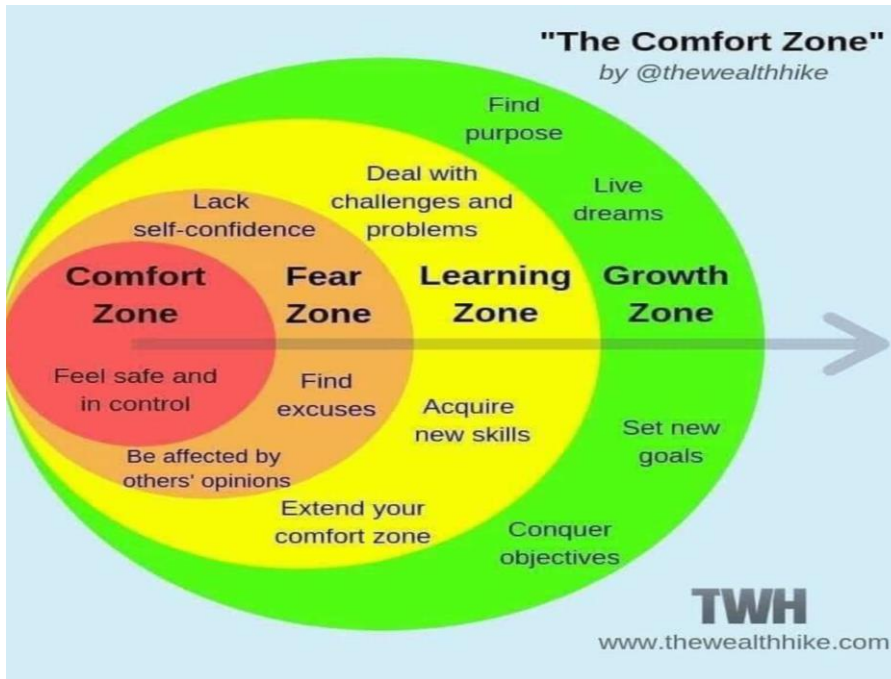 "The Comfort Zone"
by @thewealthhike
Find
purpose
Live
dreams
Deal with
challenges and
problems
Lack
self-confidence
Comfort
Zone
Fear
Zone
Learning
Zone
Growth
Zone
Feel safe and
in control
Find
excuses
Acquire
new skills
Set new
goals
Be affected by
others' opinions
Extend your
comfort zone
Conquer
objectives
TWH
www.thewealthhike.com